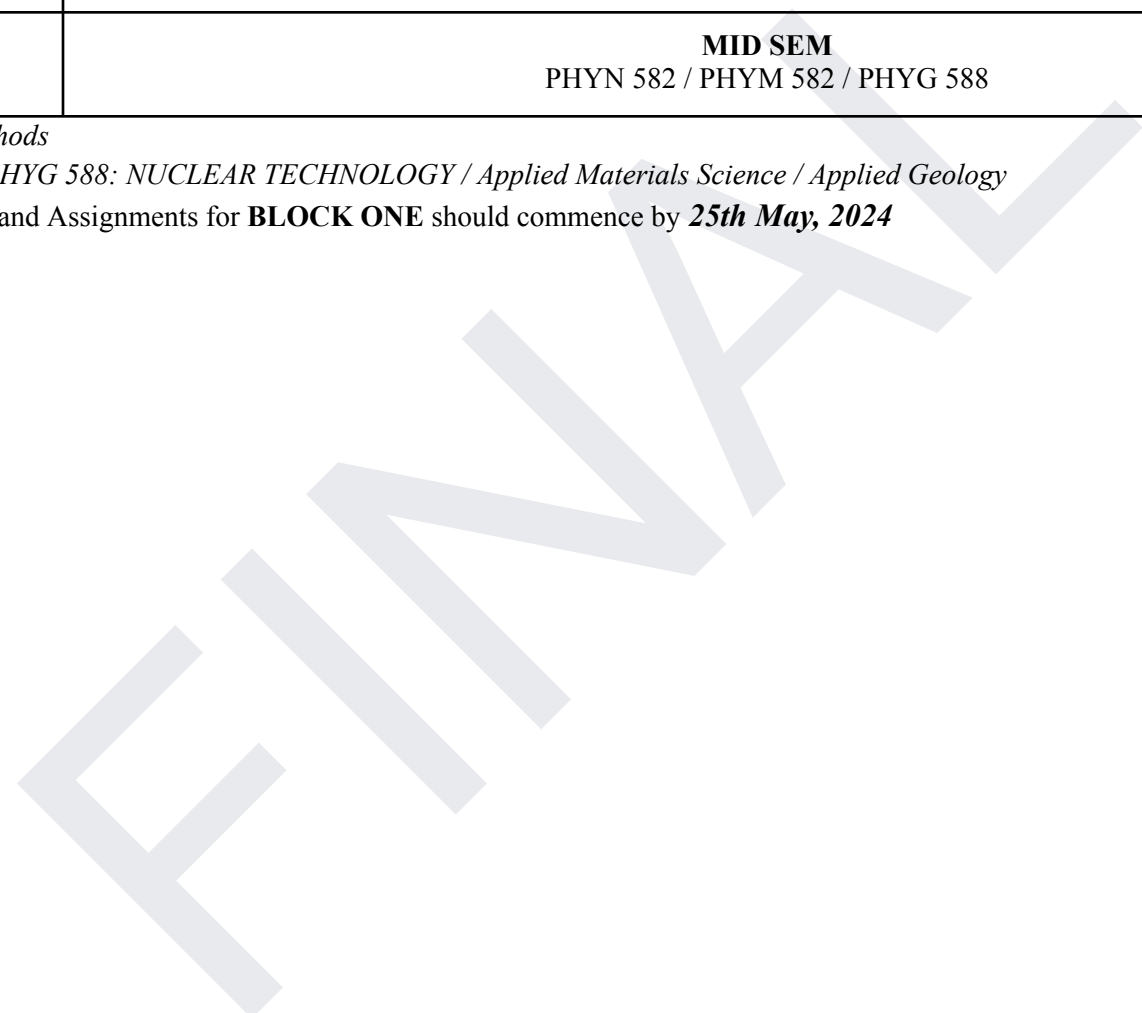 MID SEM
PHYN 582 / PHYM 582 / PHYG 588
HYG 588: NUCLEAR TECHNOLOGY / Applied Materials Science / Applied Geology
and Assignments for BLOCK ONE should commence by 25th May, 2024
FINAL